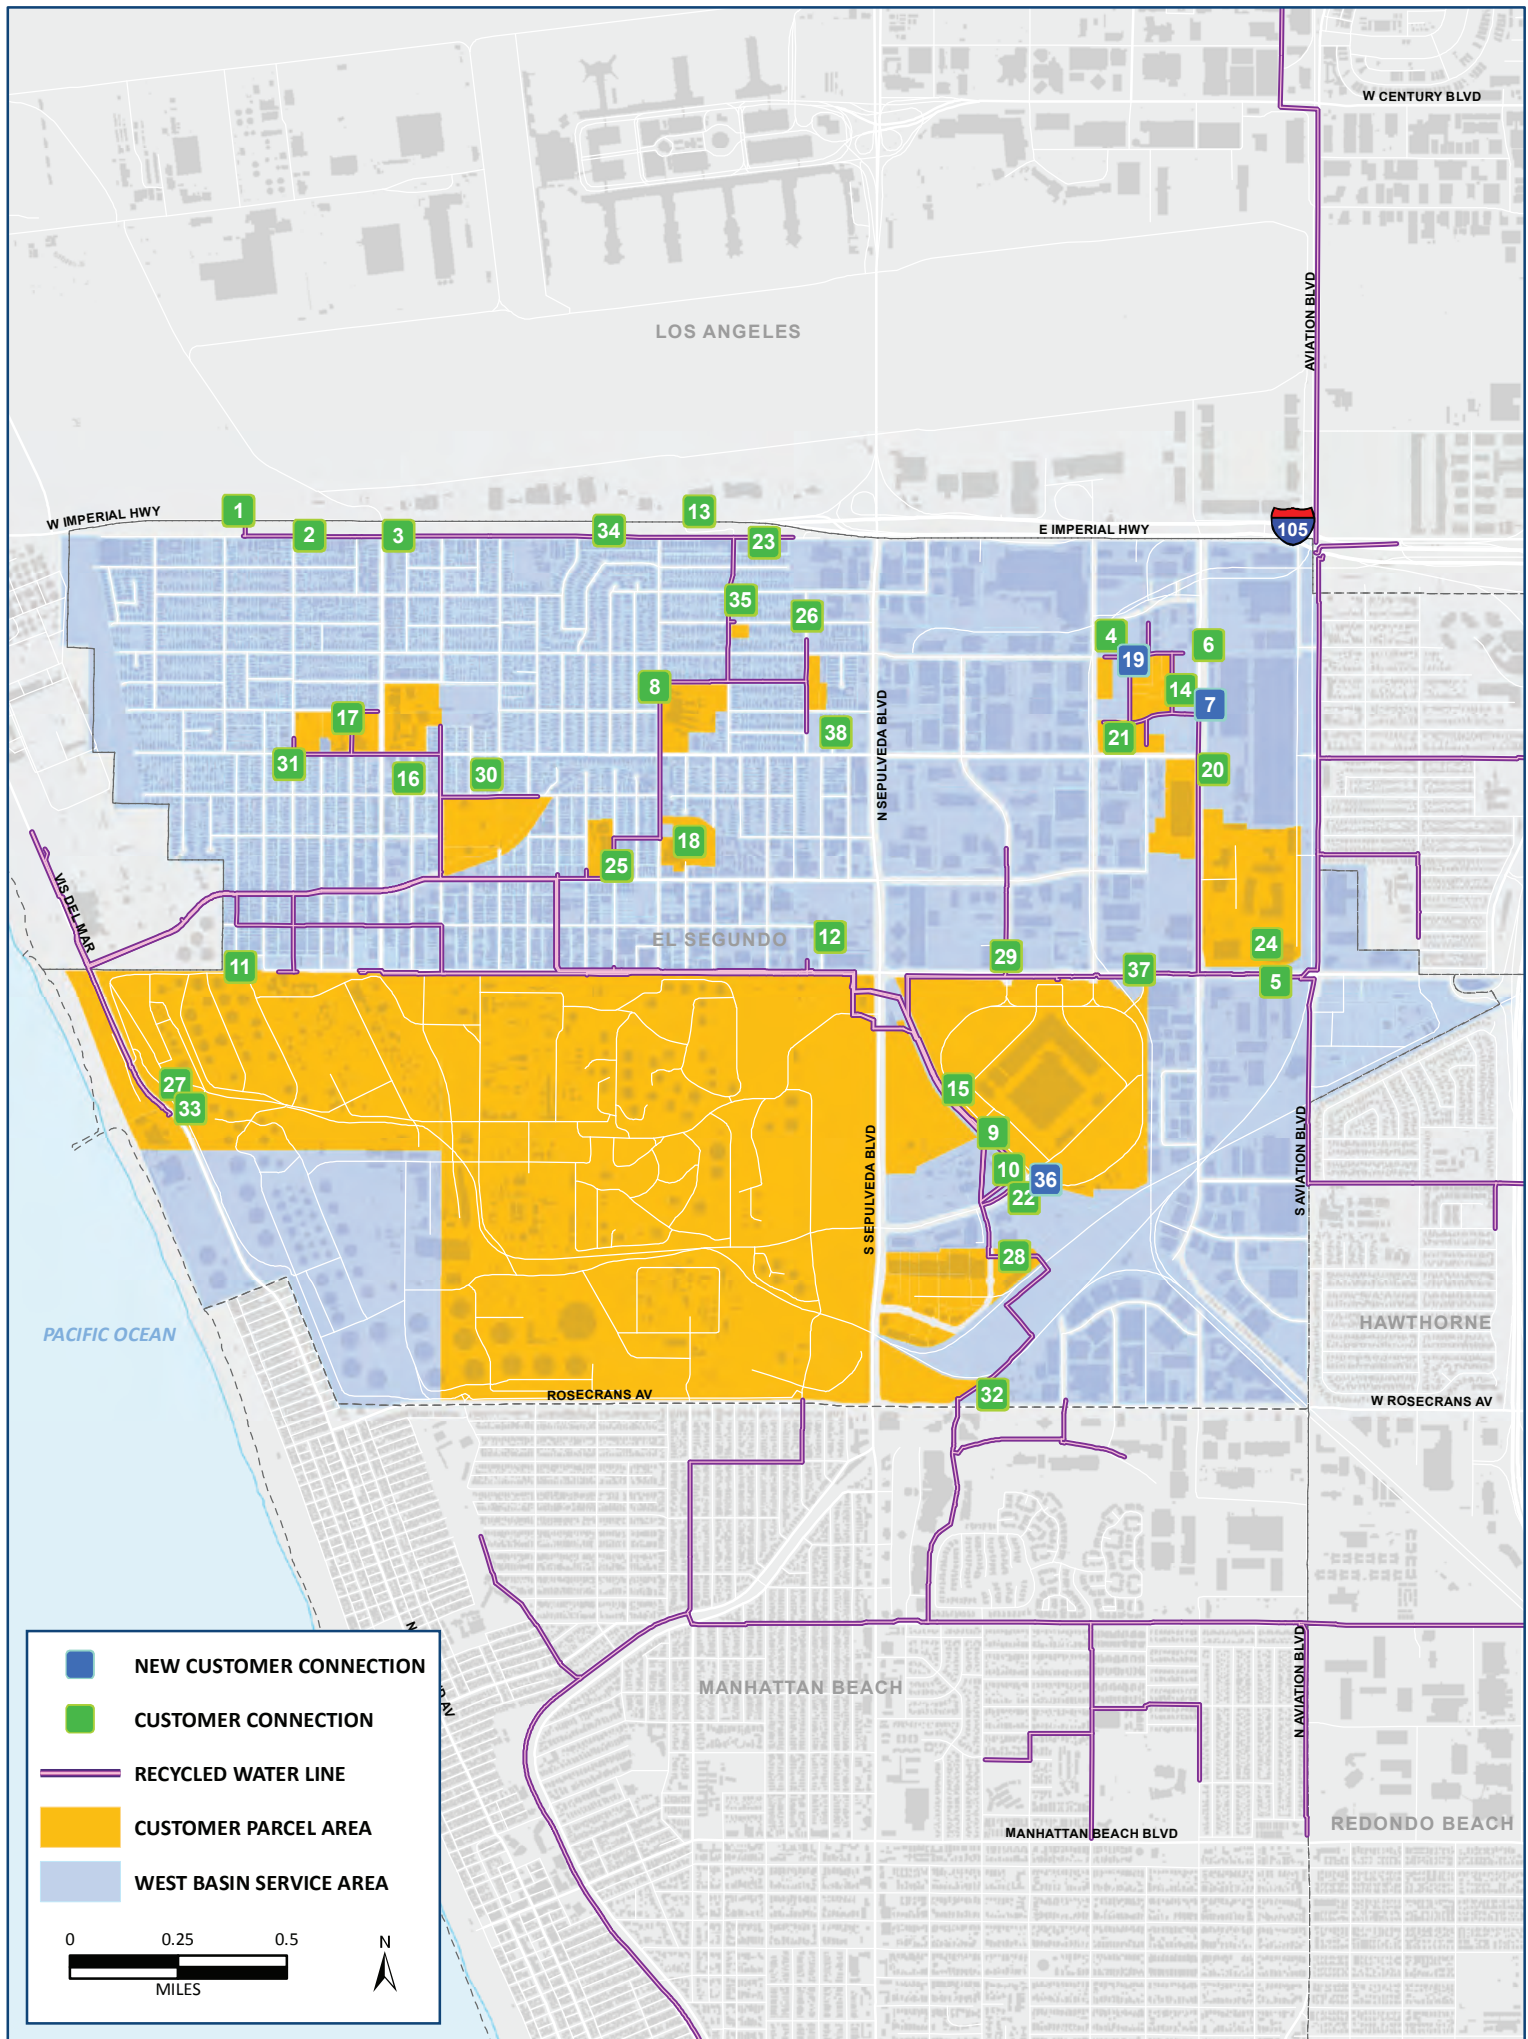 W CENTURY BLVD
AVIATION BLVD
LOS ANGELES
W IMPERIAL HWY
1
2
3
34
13
23
E IMPERIAL HWY
105
35
26
4
19
6
8
14
7
17
38
21
31
16
30
20
N SEPULVEDA BLVD
18
25
VIS DEL MAR
EL SEGUNDO
12
24
11
29
37
5
27
33
15
9
10
36
22
S SEPULVEDA BLVD
S AVIATION BLVD
28
PACIFIC OCEAN
HAWTHORNE
ROSECRANS AV
32
W ROSECRANS AV
N
AV
MANHATTAN BEACH
N AVIATION BLVD
MANHATTAN BEACH BLVD
REDONDO BEACH
NEW CUSTOMER CONNECTION
CUSTOMER CONNECTION
RECYCLED WATER LINE
CUSTOMER PARCEL AREA
WEST BASIN SERVICE AREA
0 0.25 0.5
MILES
N